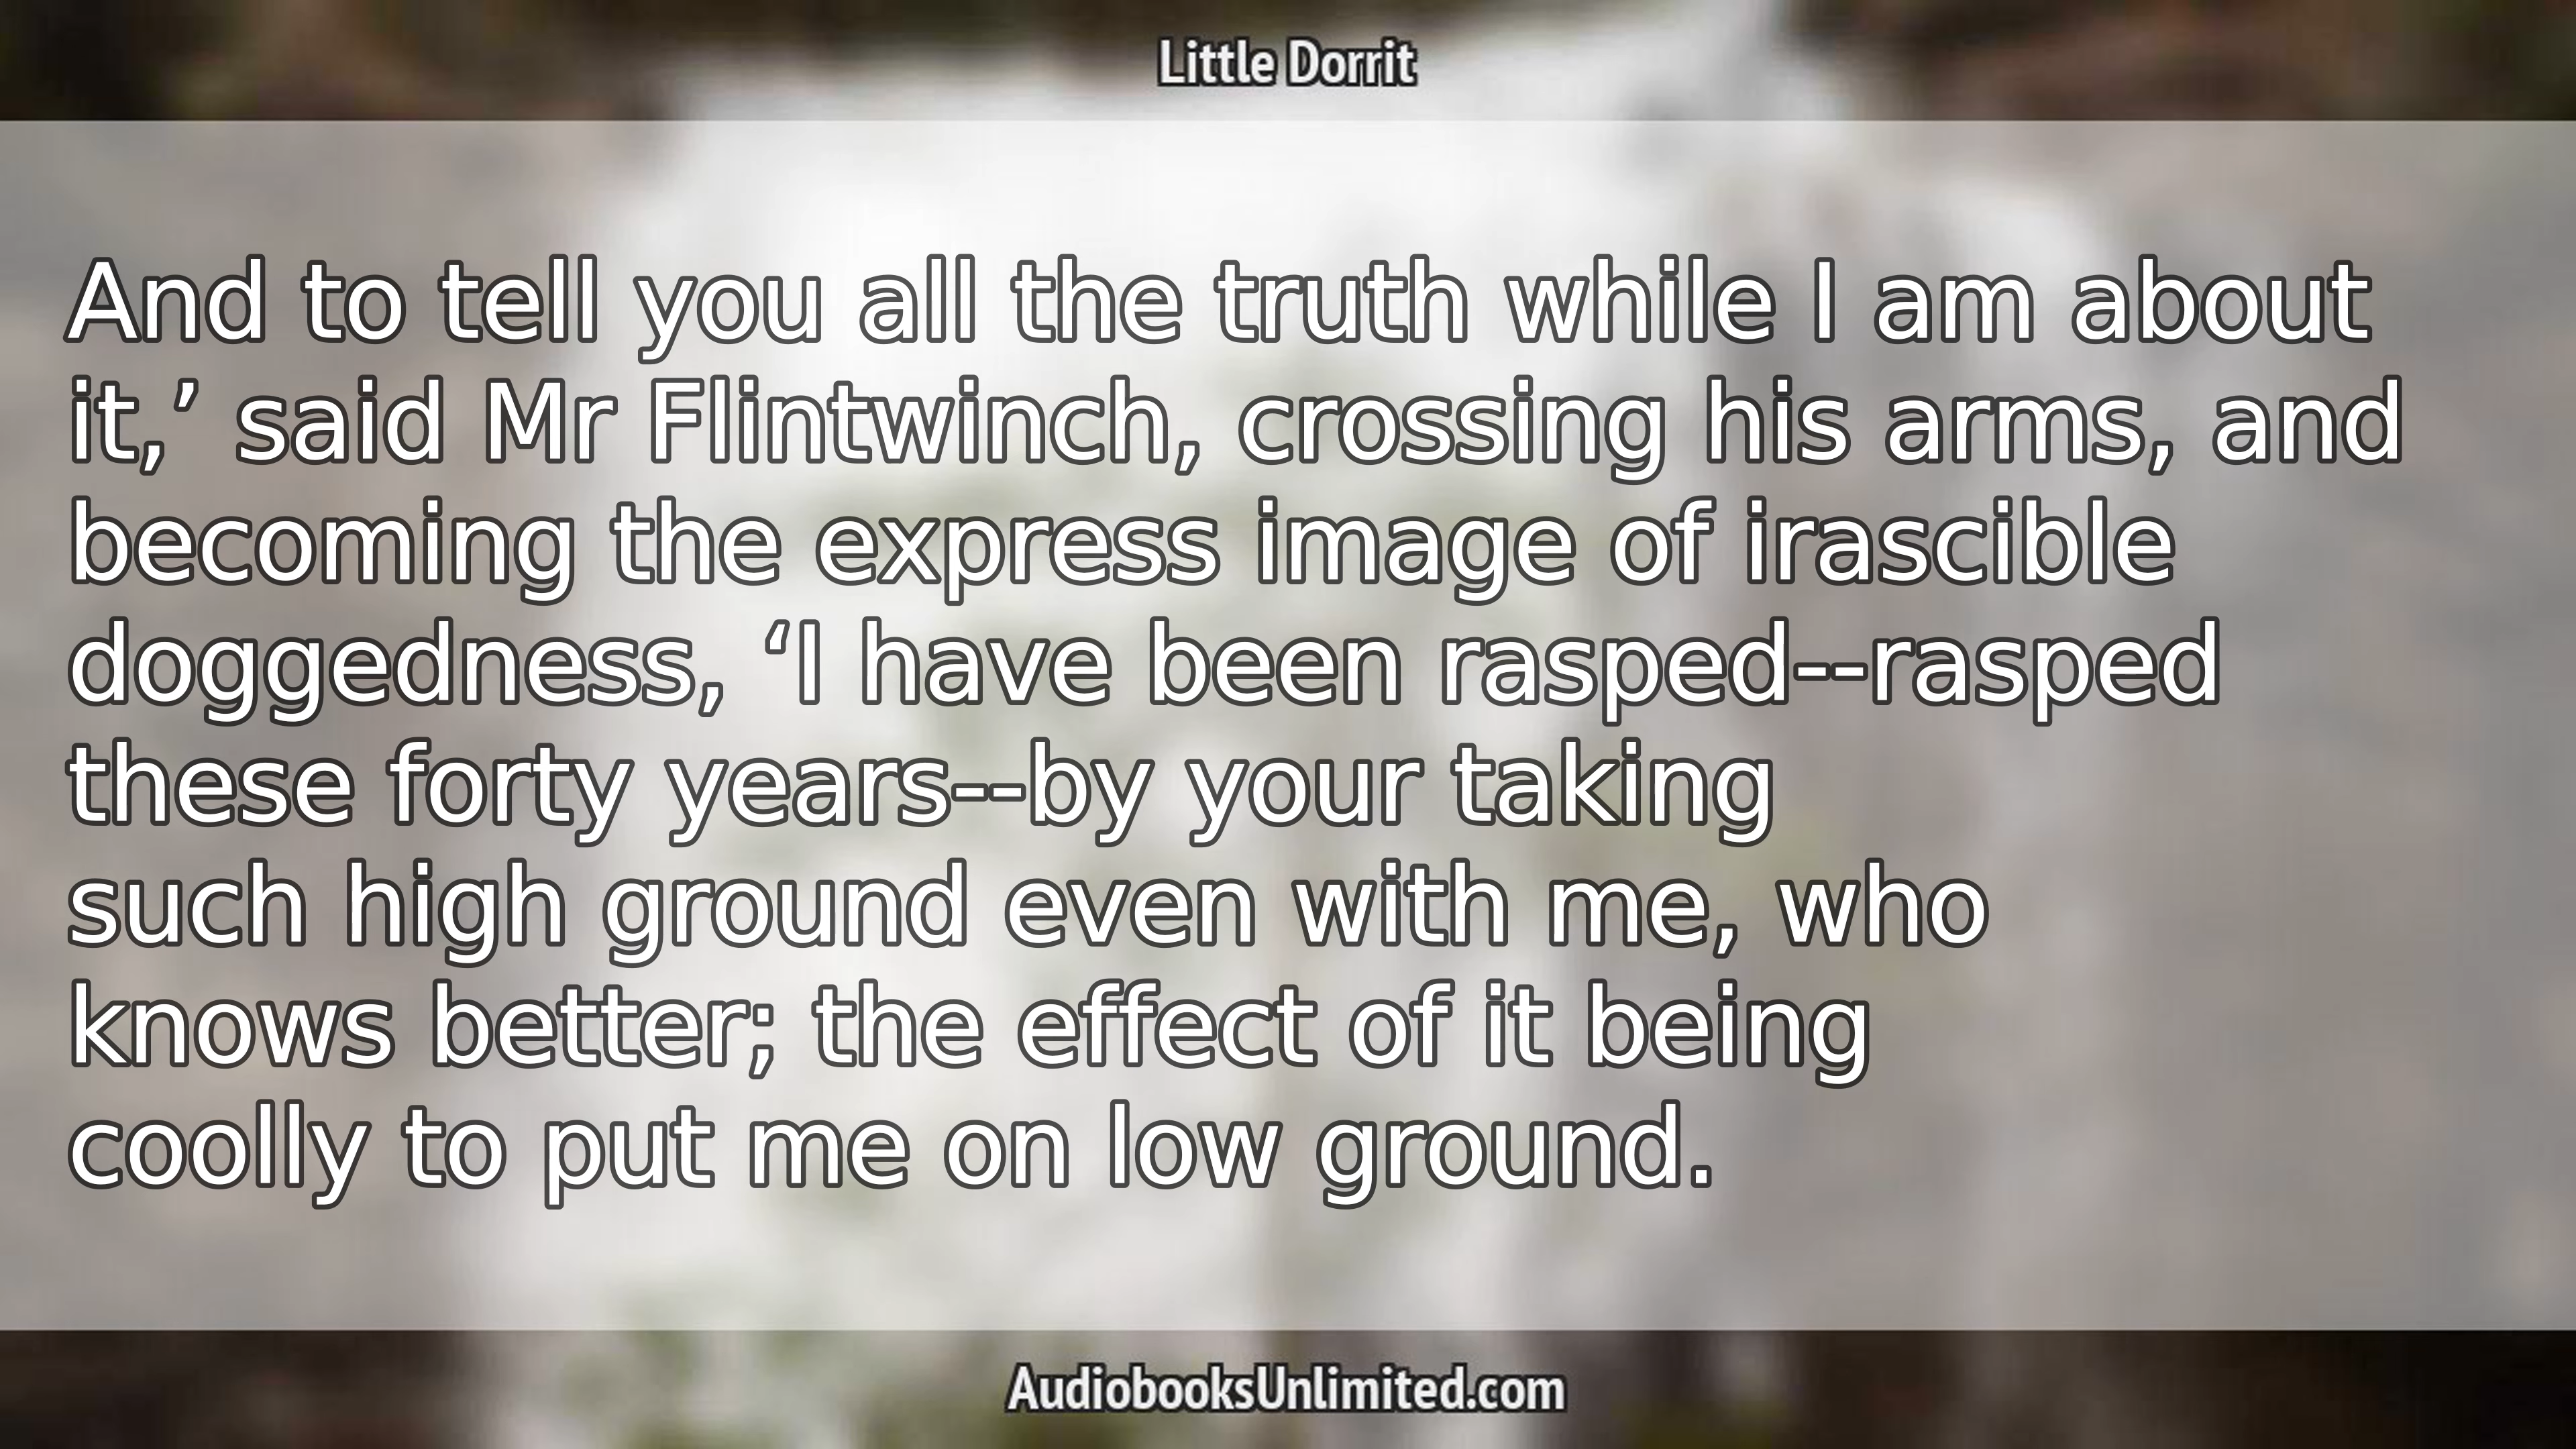 Little Dorrit
And to tell you all the truth while I am about
it,’ said Mr Flintwinch, crossing his arms, and
becoming the express image of irascible
doggedness, ‘I have been rasped--rasped
these forty years--by your taking
such high ground even with me, who
knows better; the effect of it being
coolly to put me on low ground.
AudiobooksUnlimited.com